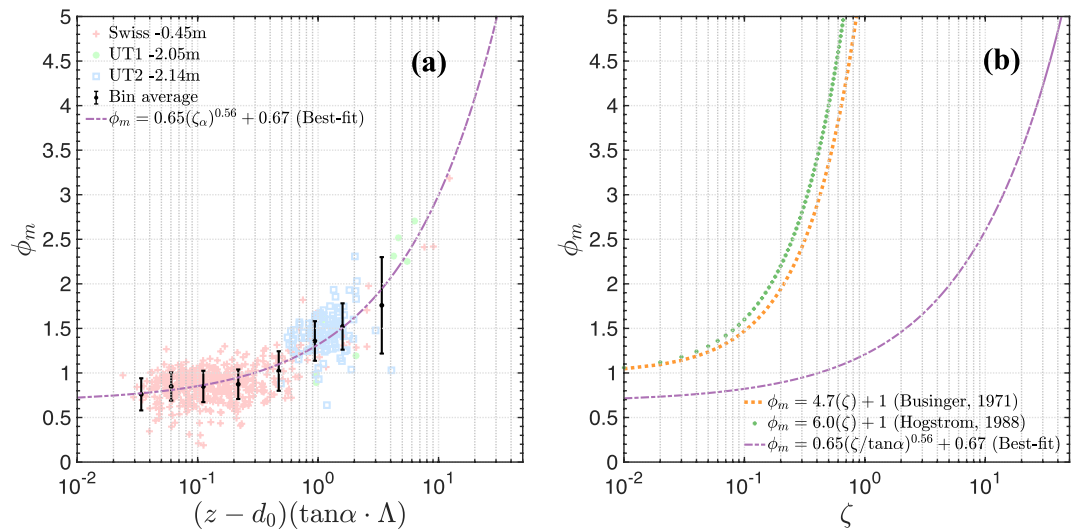 5
4.5
4
3.5
3
2.5
2
1.5
1
0.5
0
ϕₘ
Swiss -0.45m
UT1 -2.05m
UT2 -2.14m
Bin average
ϕₘ = 0.65(ζ_α)^0.56 + 0.67 (Best-fit)
(a)
10^-2
10^-1
10^0
10^1
(z − d₀)(tanα · Λ)
5
4.5
4
3.5
3
2.5
2
1.5
1
0.5
0
ϕₘ
(b)
ϕₘ = 4.7(ζ) + 1 (Businger, 1971)
ϕₘ = 6.0(ζ) + 1 (Hogstrom, 1988)
ϕₘ = 0.65(ζ/tanα)^0.56 + 0.67 (Best-fit)
10^-2
10^-1
10^0
10^1
ζ